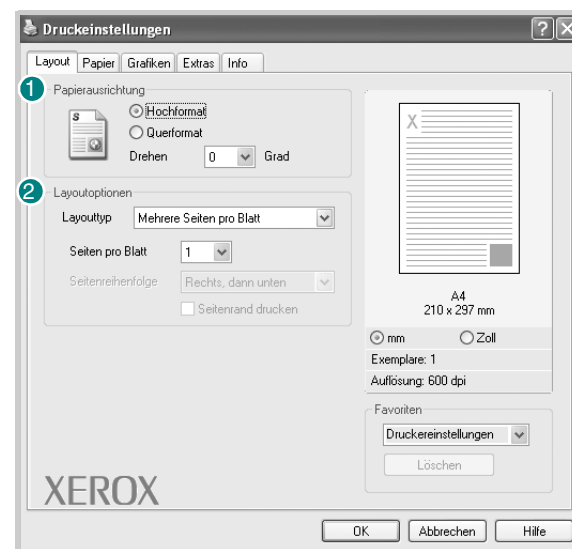 Druckeinstellungen
Layout Papier Grafiken Extras Info
1 Papierausrichtung
S
Hochformat
Querformat
Drehen 0 Grad
2 Layoutoptionen
Layouttyp Mehrere Seiten pro Blatt
Seiten pro Blatt 1
Seitenreihenfolge Rechts, dann unten
Seitenrand drucken
X
A4
210 x 297 mm
mm Zoll
Exemplare: 1
Auflösung: 600 dpi
Favoriten
Druckereinstellungen
Löschen
XEROX
OK Abbrechen Hilfe